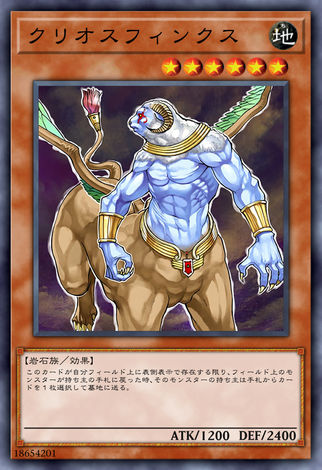 クリオスフィンクス
地
【岩石族／効果】
このカードが自分フィールド上に表側表示で存在する限り、フィールド上のモ
ンスターが持ち主の手札に戻った時、そのモンスターの持ち主は手札からカード
を１枚選択して墓地に送る。
ATK/1200 DEF/2400
18654201